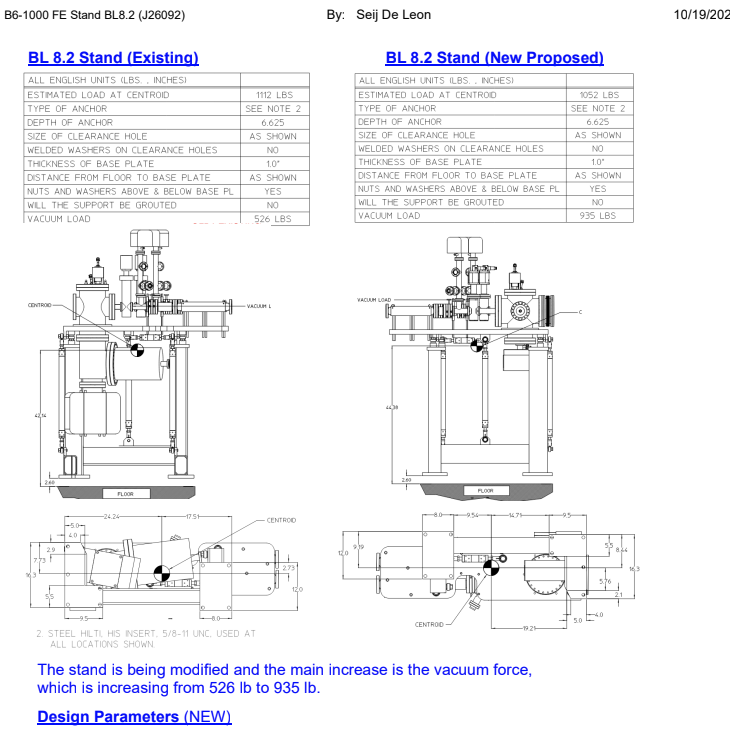 B6-1000 FE Stand BL8.2 (J26092) By: Seij De Leon 10/19/202
BL 8.2 Stand (Existing)
ALL ENGLISH UNITS (LBS. , INCHES)
ESTIMATED LOAD AT CENTROID 1112 LBS
TYPE OF ANCHOR SEE NOTE 2
DEPTH OF ANCHOR 6.625
SIZE OF CLEARANCE HOLE AS SHOWN
WELDED WASHERS ON CLEARANCE HOLES NO
THICKNESS OF BASE PLATE 1.0"
DISTANCE FROM FLOOR TO BASE PLATE AS SHOWN
NUTS AND WASHERS ABOVE & BELOW BASE PL YES
WILL THE SUPPORT BE GROUTED NO
VACUUM LOAD 526 LBS
BL 8.2 Stand (New Proposed)
ALL ENGLISH UNITS (LBS. , INCHES)
ESTIMATED LOAD AT CENTROID 1052 LBS
TYPE OF ANCHOR SEE NOTE 2
DEPTH OF ANCHOR 6.625
SIZE OF CLEARANCE HOLE AS SHOWN
WELDED WASHERS ON CLEARANCE HOLES NO
THICKNESS OF BASE PLATE 1.0"
DISTANCE FROM FLOOR TO BASE PLATE AS SHOWN
NUTS AND WASHERS ABOVE & BELOW BASE PL YES
WILL THE SUPPORT BE GROUTED NO
VACUUM LOAD 935 LBS
CENTROID
VACUUM L
42.14
2.60
FLOOR
VACUUM LOAD
C
44.38
2.60
FLOOR
24.24 17.51
CENTROID
5.0
4.0
2.9
7.73
16.3
5.5
2.73
12.0
9.5 8.0
8.0 9.54 14.71 9.5
9.19
12.0
5.5
8.44
16.3
5.76
2.1
4.0
5.0
CENTROID
19.21
2. STEEL HILTI, HIS INSERT, 5/8-11 UNC, USED AT
ALL LOCATIONS SHOWN.
The stand is being modified and the main increase is the vacuum force,
which is increasing from 526 lb to 935 lb.
Design Parameters (NEW)